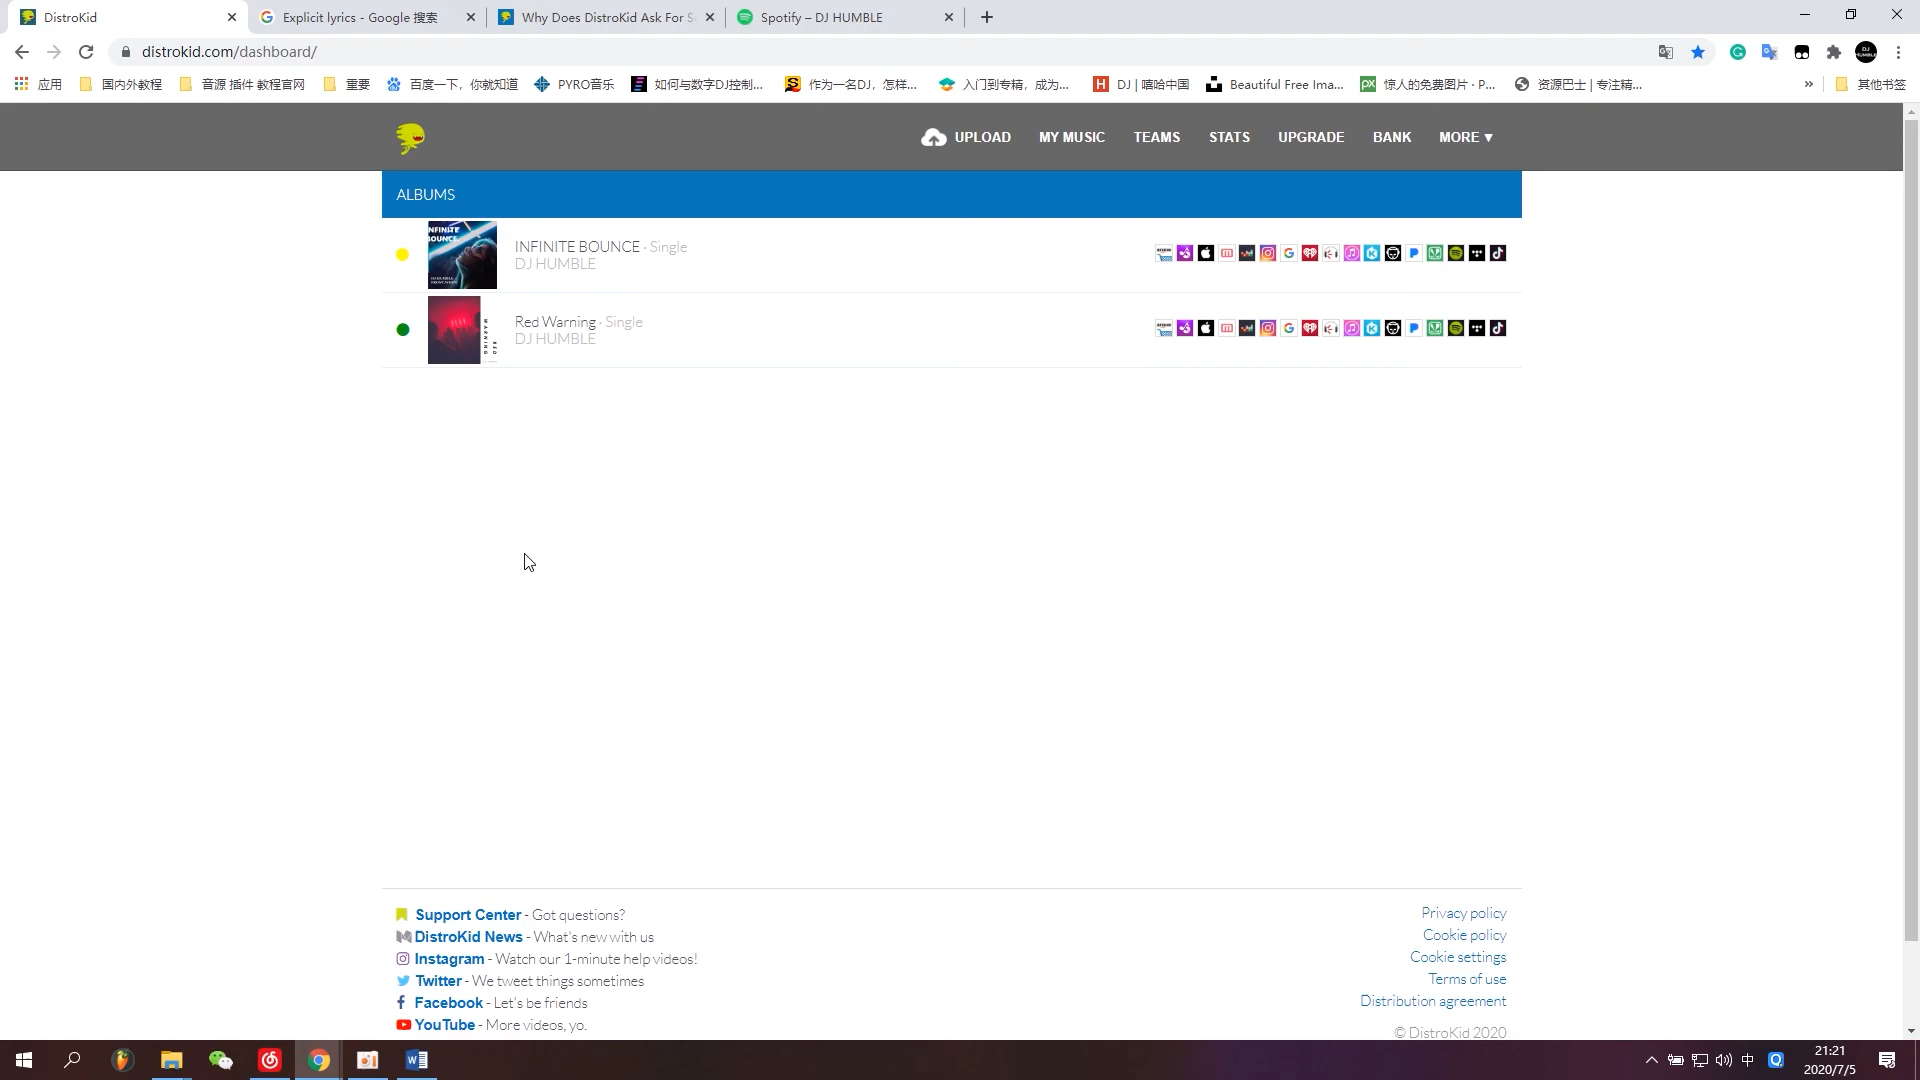 DistroKid
Explicit lyrics - Google 搜索
Why Does DistroKid Ask For S
Spotify – DJ HUMBLE
distrokid.com/dashboard/
应用
国内外教程
音源 插件 教程官网
重要
百度一下，你就知道
PYRO音乐
如何与数字DJ控制...
作为一名DJ，怎样...
入门到专精，成为...
DJ | 嘻哈中国
Beautiful Free Ima...
惊人的免费图片 · P...
资源巴士 | 专注精...
»
其他书签
UPLOAD
MY MUSIC
TEAMS
STATS
UPGRADE
BANK
MORE ▼
ALBUMS
INFINITE BOUNCE · Single
DJ HUMBLE
Red Warning · Single
DJ HUMBLE
Support Center - Got questions?
DistroKid News - What's new with us
Instagram - Watch our 1-minute help videos!
Twitter - We tweet things sometimes
Facebook - Let's be friends
YouTube - More videos, yo.
Privacy policy
Cookie policy
Cookie settings
Terms of use
Distribution agreement
© DistroKid 2020
中
21:21
2020/7/5